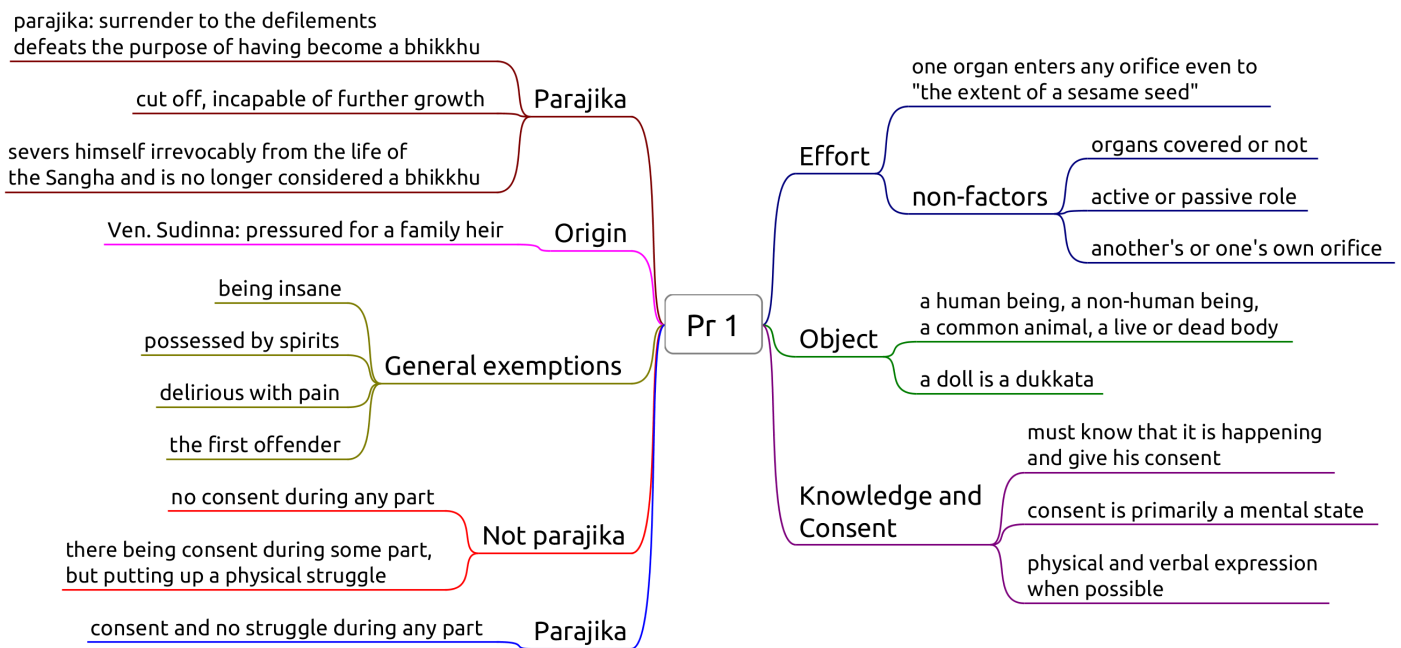 parajika: surrender to the defilements
defeats the purpose of having become a bhikkhu
cut off, incapable of further growth
severs himself irrevocably from the life of
the Sangha and is no longer considered a bhikkhu
Parajika
Ven. Sudinna: pressured for a family heir
Origin
being insane
possessed by spirits
delirious with pain
the first offender
General exemptions
no consent during any part
there being consent during some part,
but putting up a physical struggle
Not parajika
consent and no struggle during any part
Parajika
Pr 1
Effort
one organ enters any orifice even to
"the extent of a sesame seed"
non-factors
organs covered or not
active or passive role
another's or one's own orifice
Object
a human being, a non-human being,
a common animal, a live or dead body
a doll is a dukkata
Knowledge and
Consent
must know that it is happening
and give his consent
consent is primarily a mental state
physical and verbal expression
when possible